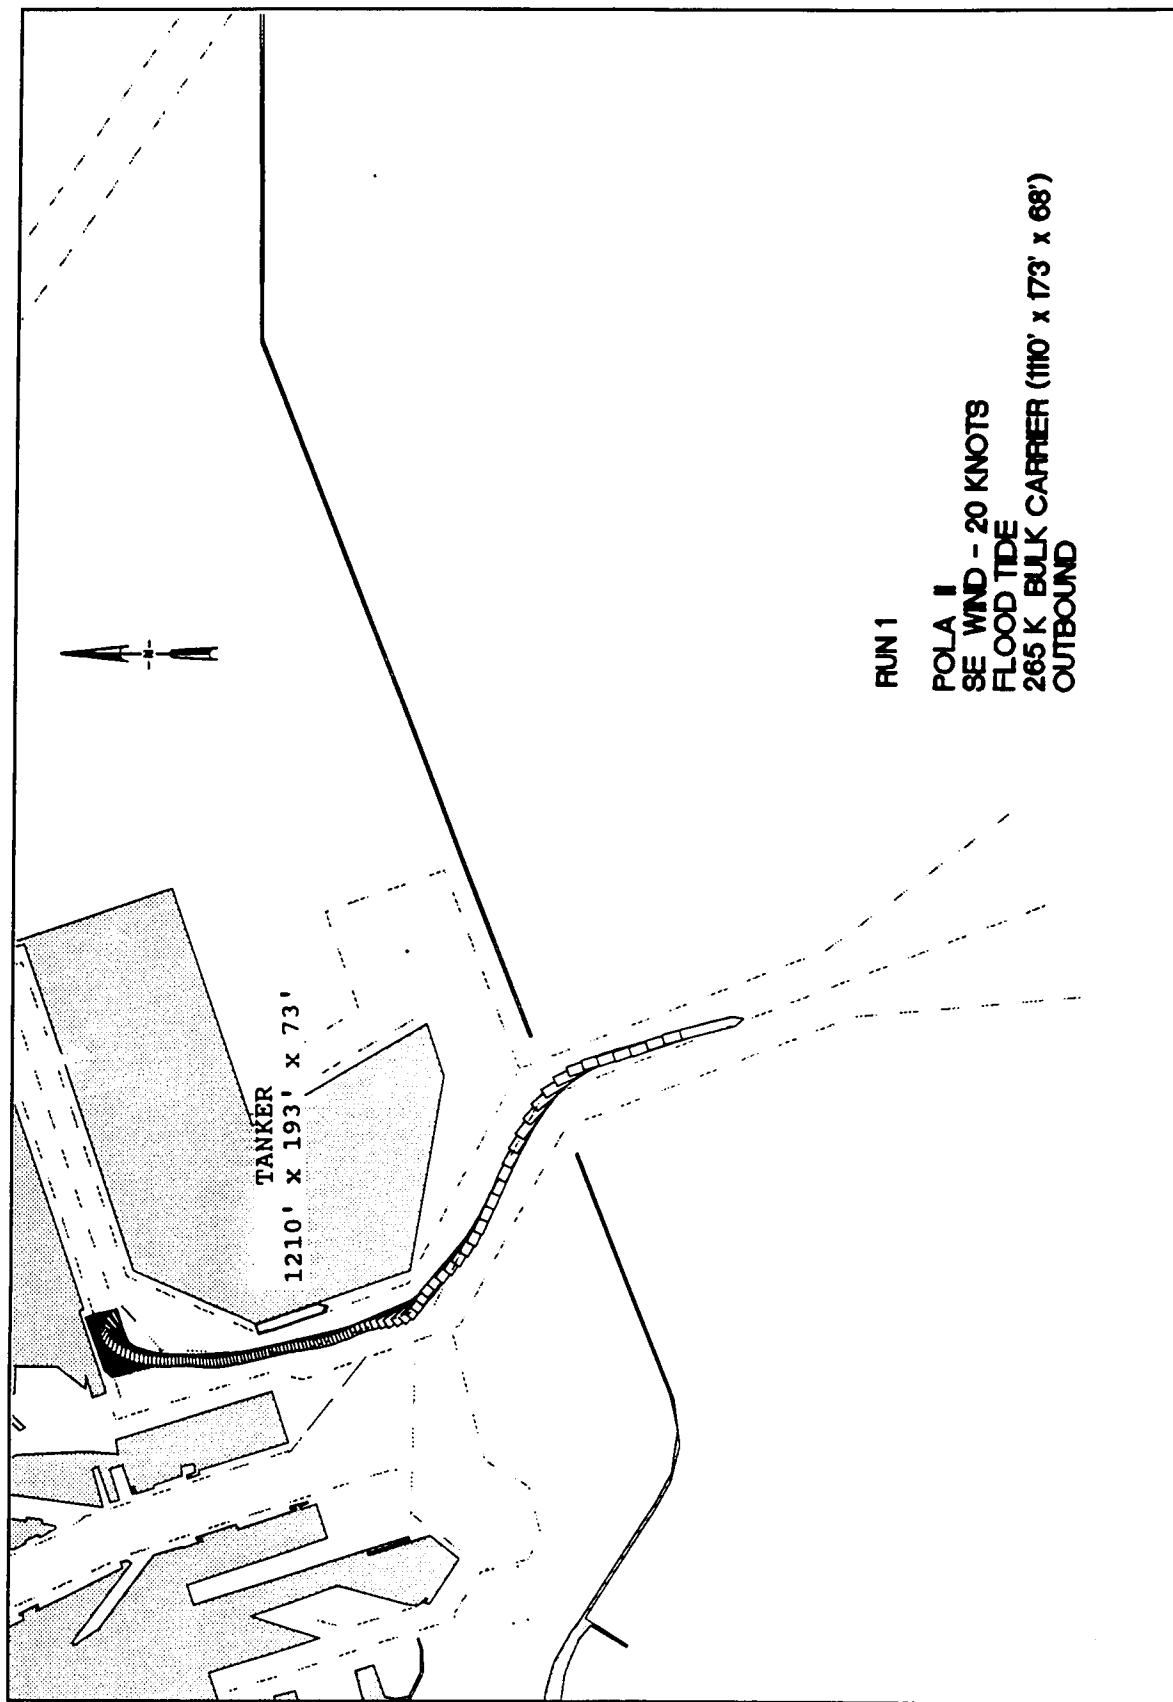 N
TANKER
1210' x 193' x 73'
RUN 1
POLA II
SE WIND - 20 KNOTS
FLOOD TIDE
265 K BULK CARRIER (1110' x 173' x 68')
OUTBOUND